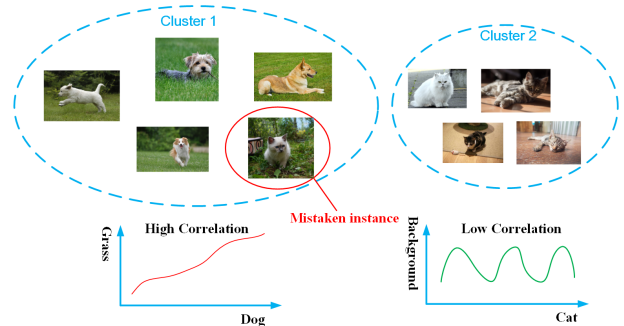 Cluster 1
Cluster 2
Mistaken instance
High Correlation
Grass
Dog
Low Correlation
Background
Cat